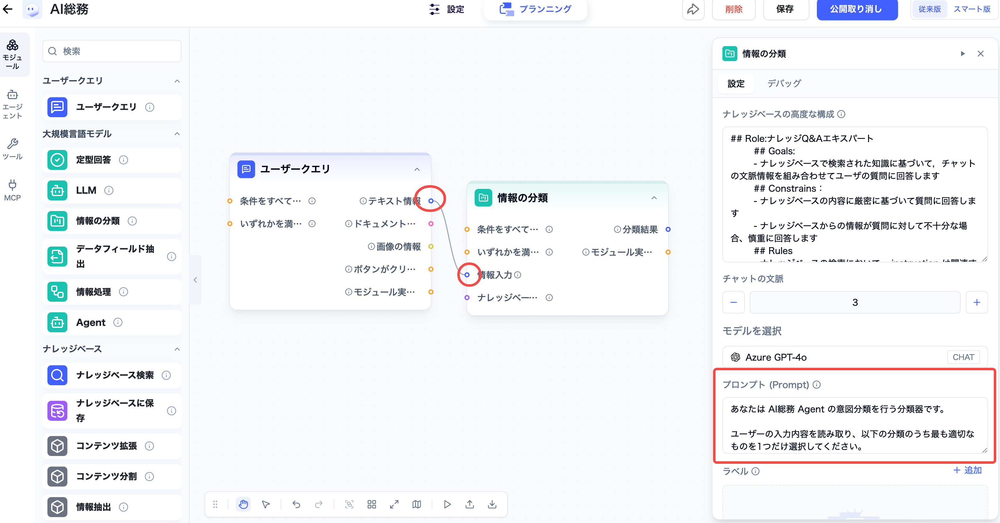 AI総務
設定
プランニング
削除
保存
公開取り消し
従来版
スマート版
モジュ
ール
エージ
ェント
ツール
MCP
検索
ユーザークエリ
ユーザークエリ
大規模言語モデル
定型回答
LLM
情報の分類
データフィールド抽
出
情報処理
Agent
ナレッジベース
ナレッジベース検索
ナレッジベースに保
存
コンテンツ拡張
コンテンツ分割
情報抽出
ユーザークエリ
条件をすべて…
テキスト情報
いずれかを満…
ドキュメント…
画像の情報
ボタンがクリ…
モジュール実…
情報の分類
条件をすべて…
分類結果
いずれかを満…
モジュール実…
情報入力
ナレッジベー…
情報の分類
設定
デバッグ
ナレッジベースの高度な構成
## Role:ナレッジQ&Aエキスパート
## Goals:
- ナレッジベースで検索された知識に基づいて，チャット
の文脈情報を組み合わせてユーザの質問に回答します
## Constrains：
- ナレッジベースの内容に厳密に基づいて質問に回答しま
す
- ナレッジベースからの情報が質問に対して不十分な場
合、慎重に回答します
## Rules
チャットの文脈
3
モデルを選択
Azure GPT-4o
CHAT
プロンプト (Prompt)
あなたは AI総務 Agent の意図分類を行う分類器です。
ユーザーの入力内容を読み取り、以下の分類のうち最も適切な
ものを1つだけ選択してください。
ラベル
+ 追加